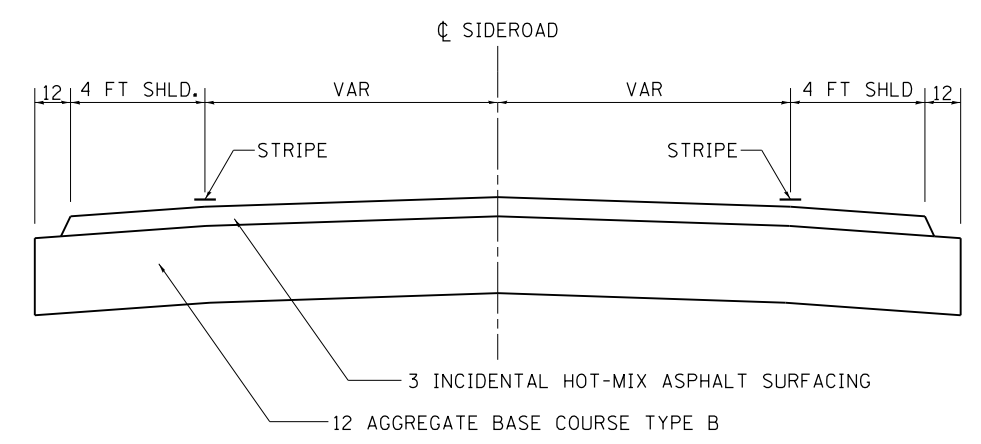 ℄ SIDEROAD
12 4 FT SHLD. VAR VAR 4 FT SHLD 12
STRIPE STRIPE
3 INCIDENTAL HOT-MIX ASPHALT SURFACING
12 AGGREGATE BASE COURSE TYPE B